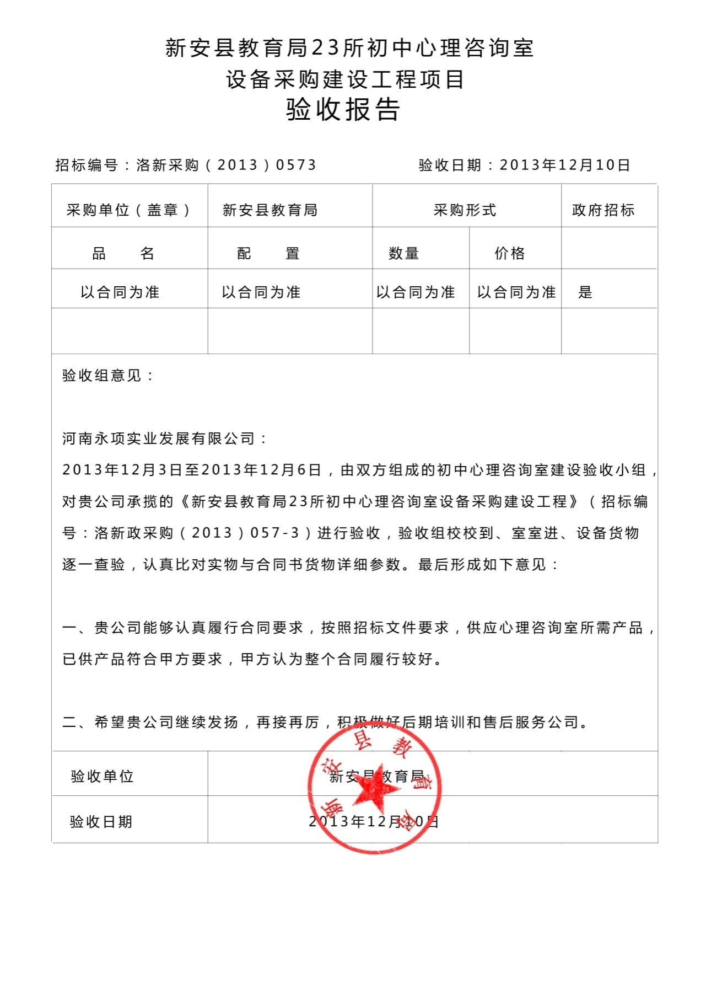 新安县教育局23所初中心理咨询室
设备采购建设工程项目
验收报告
招标编号：洛新采购（2013）0573 验收日期：2013年12月10日
采购单位（盖章） 新安县教育局 采购形式 政府招标
品 名 配 置 数量 价格
以合同为准 以合同为准 以合同为准 以合同为准 是
验收组意见：
河南永项实业发展有限公司：
2013年12月3日至2013年12月6日，由双方组成的初中心理咨询室建设验收小组，
对贵公司承揽的《新安县教育局23所初中心理咨询室设备采购建设工程》（招标编
号：洛新政采购（2013）057-3）进行验收，验收组校校到、室室进、设备货物
逐一查验，认真比对实物与合同书货物详细参数。最后形成如下意见：
一、贵公司能够认真履行合同要求，按照招标文件要求，供应心理咨询室所需产品，
已供产品符合甲方要求，甲方认为整个合同履行较好。
二、希望贵公司继续发扬，再接再厉，积极做好后期培训和售后服务公司。
验收单位 新安县教育局
验收日期 2013年12月10日
新安县教育局